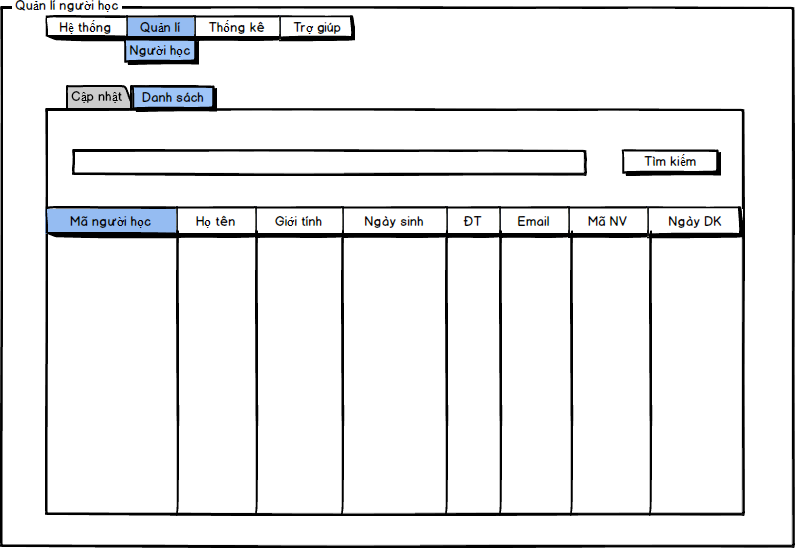 Quản lí người học
Hệ thống Quản lí Thống kê Trợ giúp
Người học
Cập nhật Danh sách
Tìm kiếm
Mã người học Họ tên Giới tính Ngày sinh ĐT Email Mã NV Ngày DK